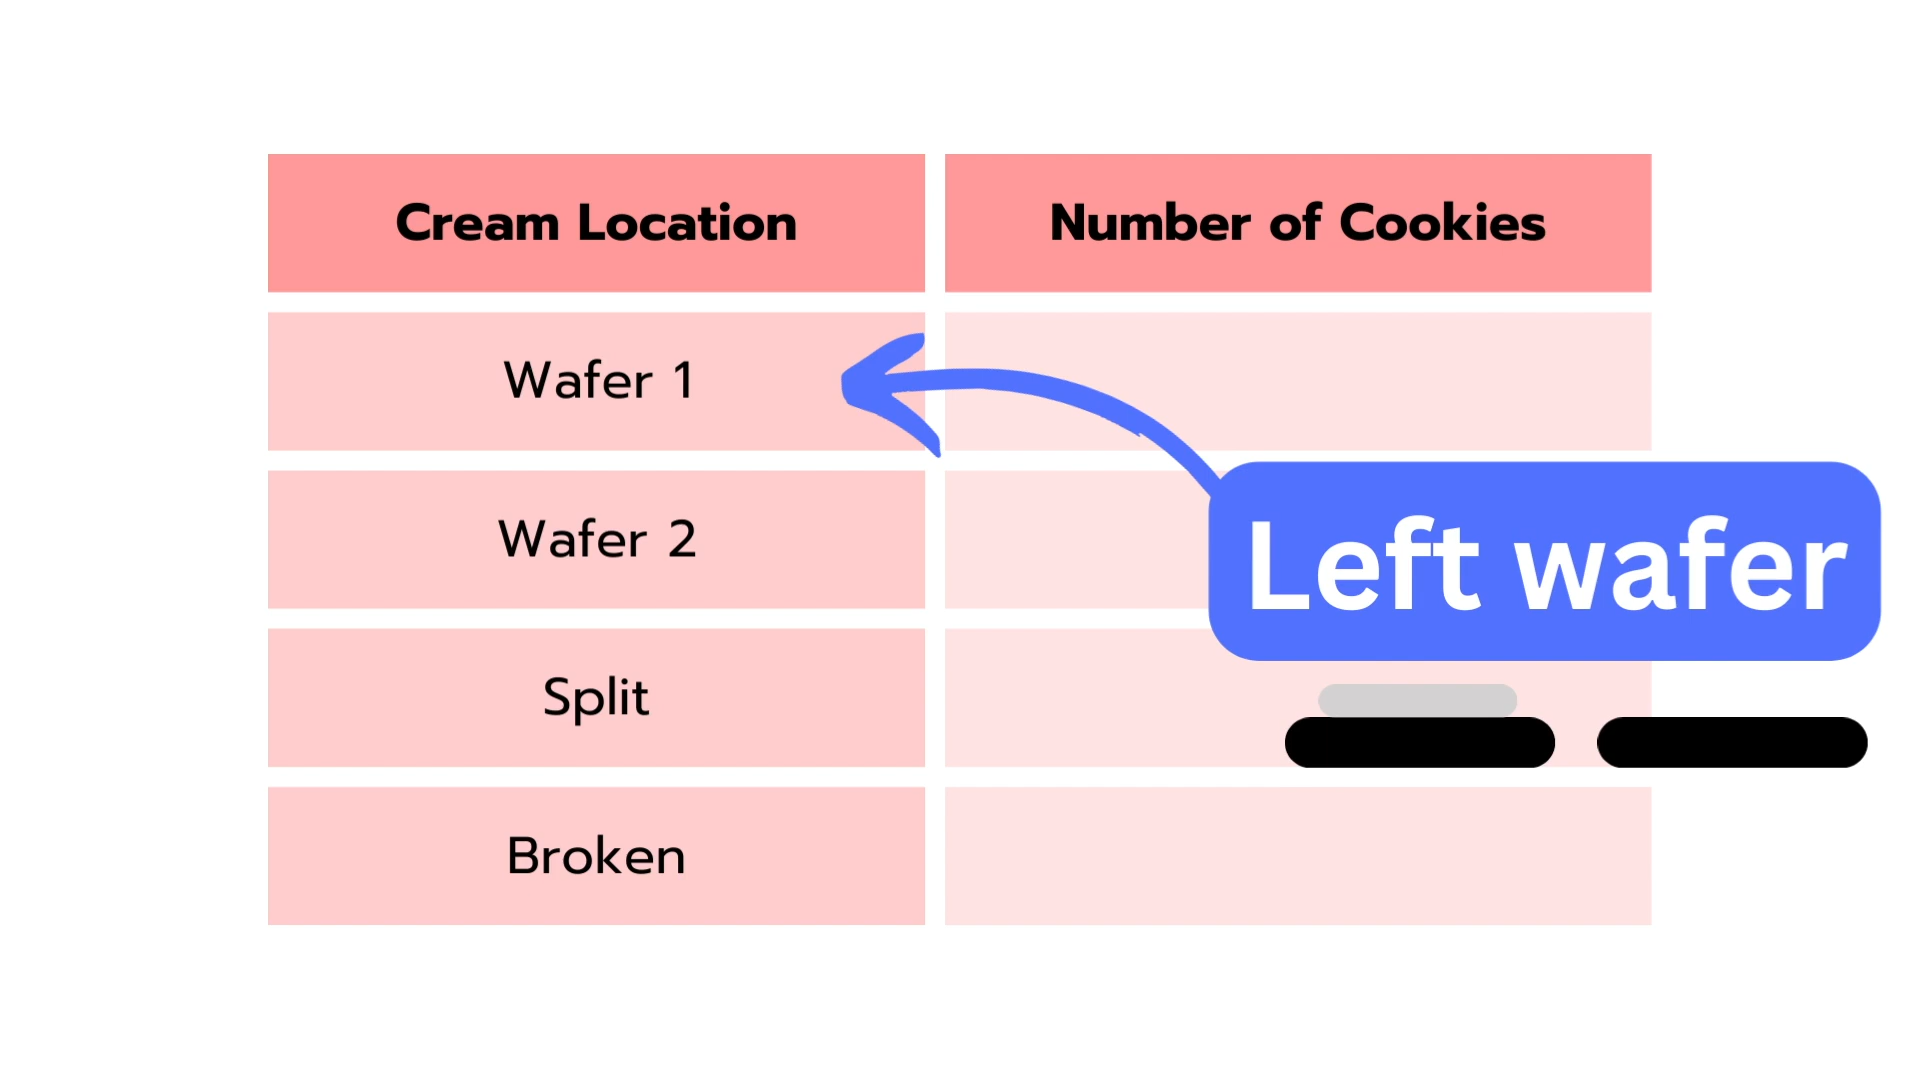 Cream Location
Number of Cookies
Wafer 1
Wafer 2
Left wafer
Split
Broken